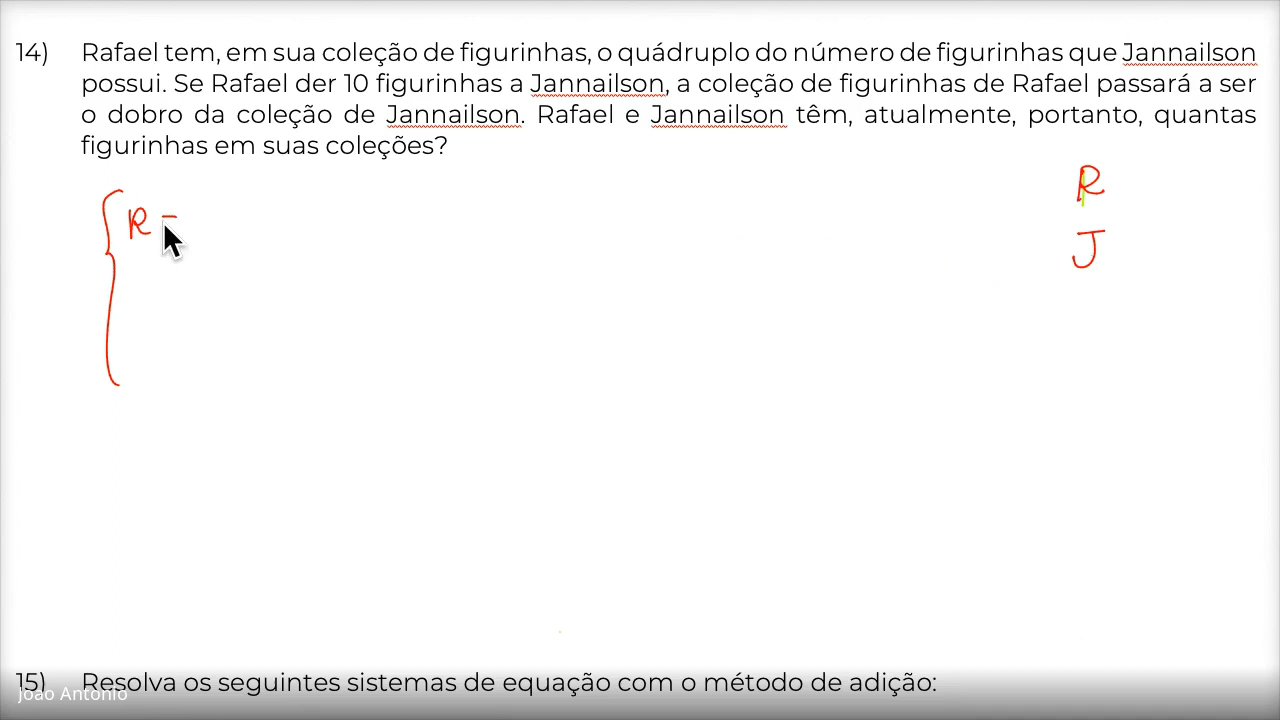 14) Rafael tem, em sua coleção de figurinhas, o quádruplo do número de figurinhas que Jannailson
possui. Se Rafael der 10 figurinhas a Jannailson, a coleção de figurinhas de Rafael passará a ser
o dobro da coleção de Jannailson. Rafael e Jannailson têm, atualmente, portanto, quantas
figurinhas em suas coleções?
R
{ R -
J
15) Resolva os seguintes sistemas de equação com o método de adição:
João Antonio